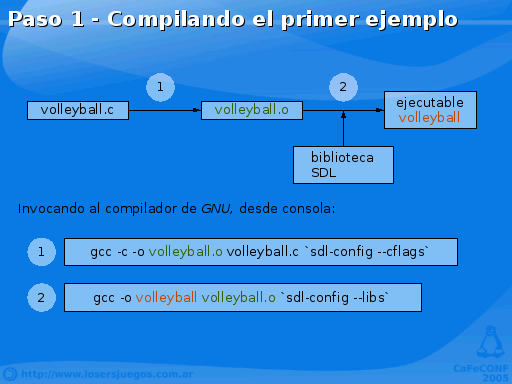 Paso 1 - Compilando el primer ejemplo
1
2
volleyball.c
volleyball.o
ejecutable
volleyball
biblioteca
SDL
Invocando al compilador de GNU, desde consola:
1
gcc -c -o volleyball.o volleyball.c `sdl-config --cflags`
2
gcc -o volleyball volleyball.o `sdl-config --libs`
http://www.losersjuegos.com.ar
CaFeCONF
2005